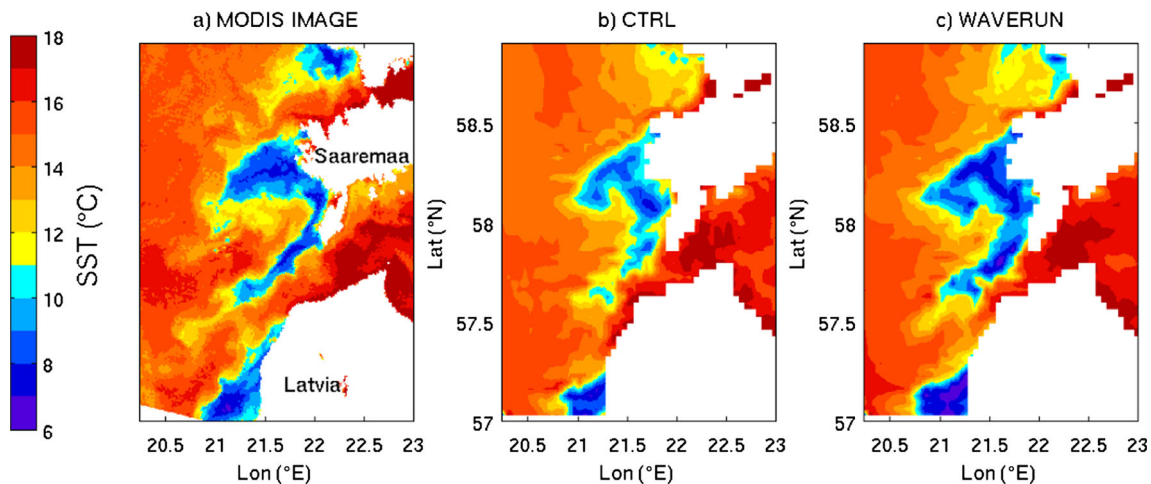 a) MODIS IMAGE
b) CTRL
c) WAVERUN
18
16
14
12
10
8
6
SST (°C)
Saaremaa
Latvia
20.5 21 21.5 22 22.5 23
Lon (°E)
58.5
58
57.5
57
Lat (°N)
20.5 21 21.5 22 22.5 23
Lon (°E)
58.5
58
57.5
57
Lat (°N)
20.5 21 21.5 22 22.5 23
Lon (°E)